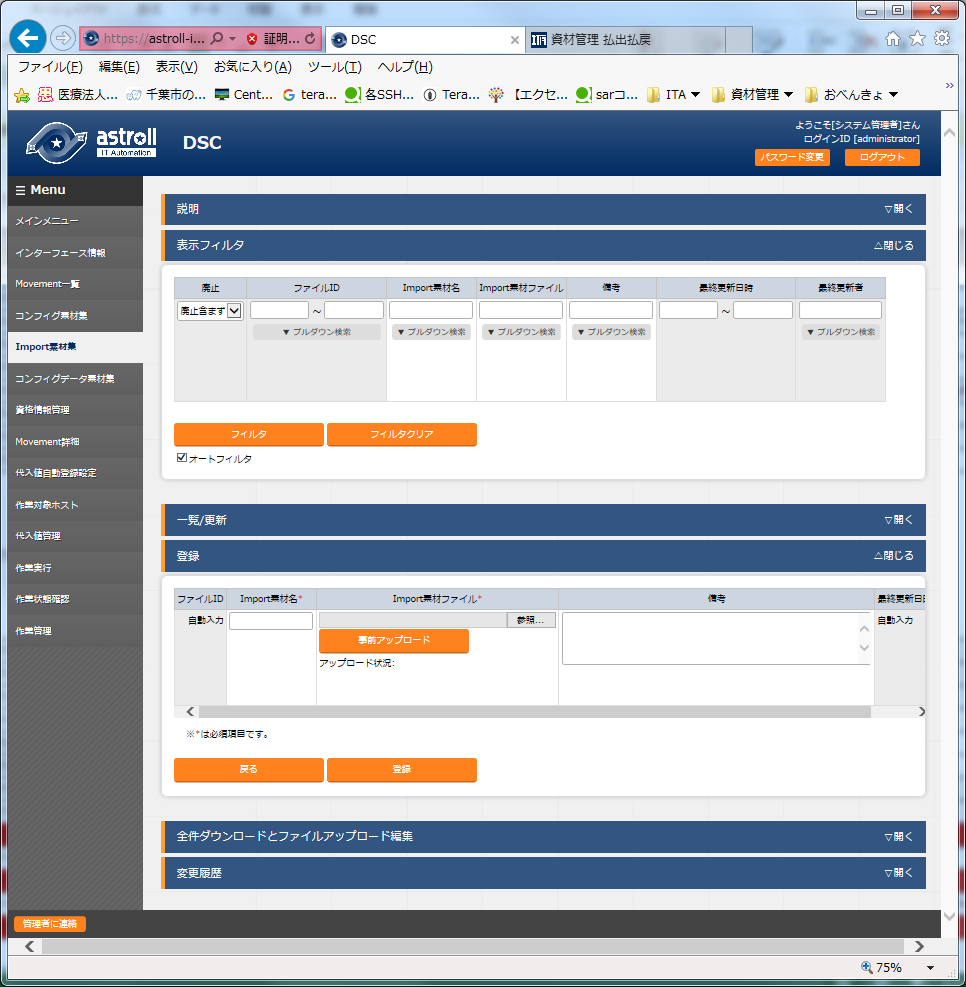 https://astroll-i... 証明... DSC 資材管理 払出払戻
ファイル(F) 編集(E) 表示(V) お気に入り(A) ツール(T) ヘルプ(H)
医療法人... 千葉市の... Cent... tera... 各SSH... Tera... 【エクセ... sarコ... ITA 資材管理 おべんきょ »
astroll IT Automation DSC
ようこそ[システム管理者]さん
ログインID [administrator]
パスワード変更 ログアウト
☰ Menu
メインメニュー
インターフェース情報
Movement一覧
コンフィグ素材集
Import素材集
コンフィグデータ素材集
資格情報管理
Movement詳細
代入値自動登録設定
作業対象ホスト
代入値管理
作業実行
作業状態確認
作業管理
説明 ▽開く
表示フィルタ △閉じる
廃止 ファイルID Import素材名 Import素材ファイル 備考 最終更新日時 最終更新者
廃止含まず ~ ~
▼ プルダウン検索 ▼ プルダウン検索 ▼ プルダウン検索 ▼ プルダウン検索 ▼ プルダウン検索
フィルタ フィルタクリア
オートフィルタ
一覧/更新 ▽開く
登録 △閉じる
ファイルID Import素材名* Import素材ファイル* 備考 最終更新日
自動入力 参照... 自動入力
事前アップロード
アップロード状況:
※*は必須項目です。
戻る 登録
全件ダウンロードとファイルアップロード編集 ▽開く
変更履歴 ▽開く
管理者に連絡
75%